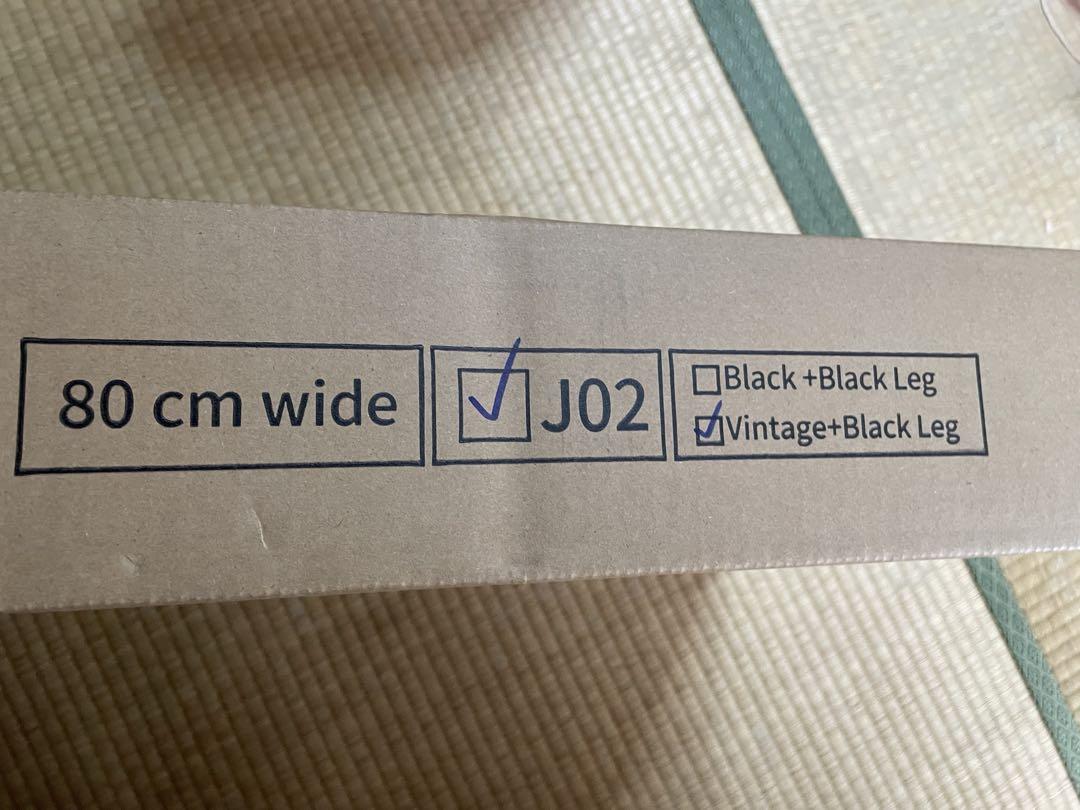 80 cm wide
J02
Black +Black Leg
Vintage+Black Leg